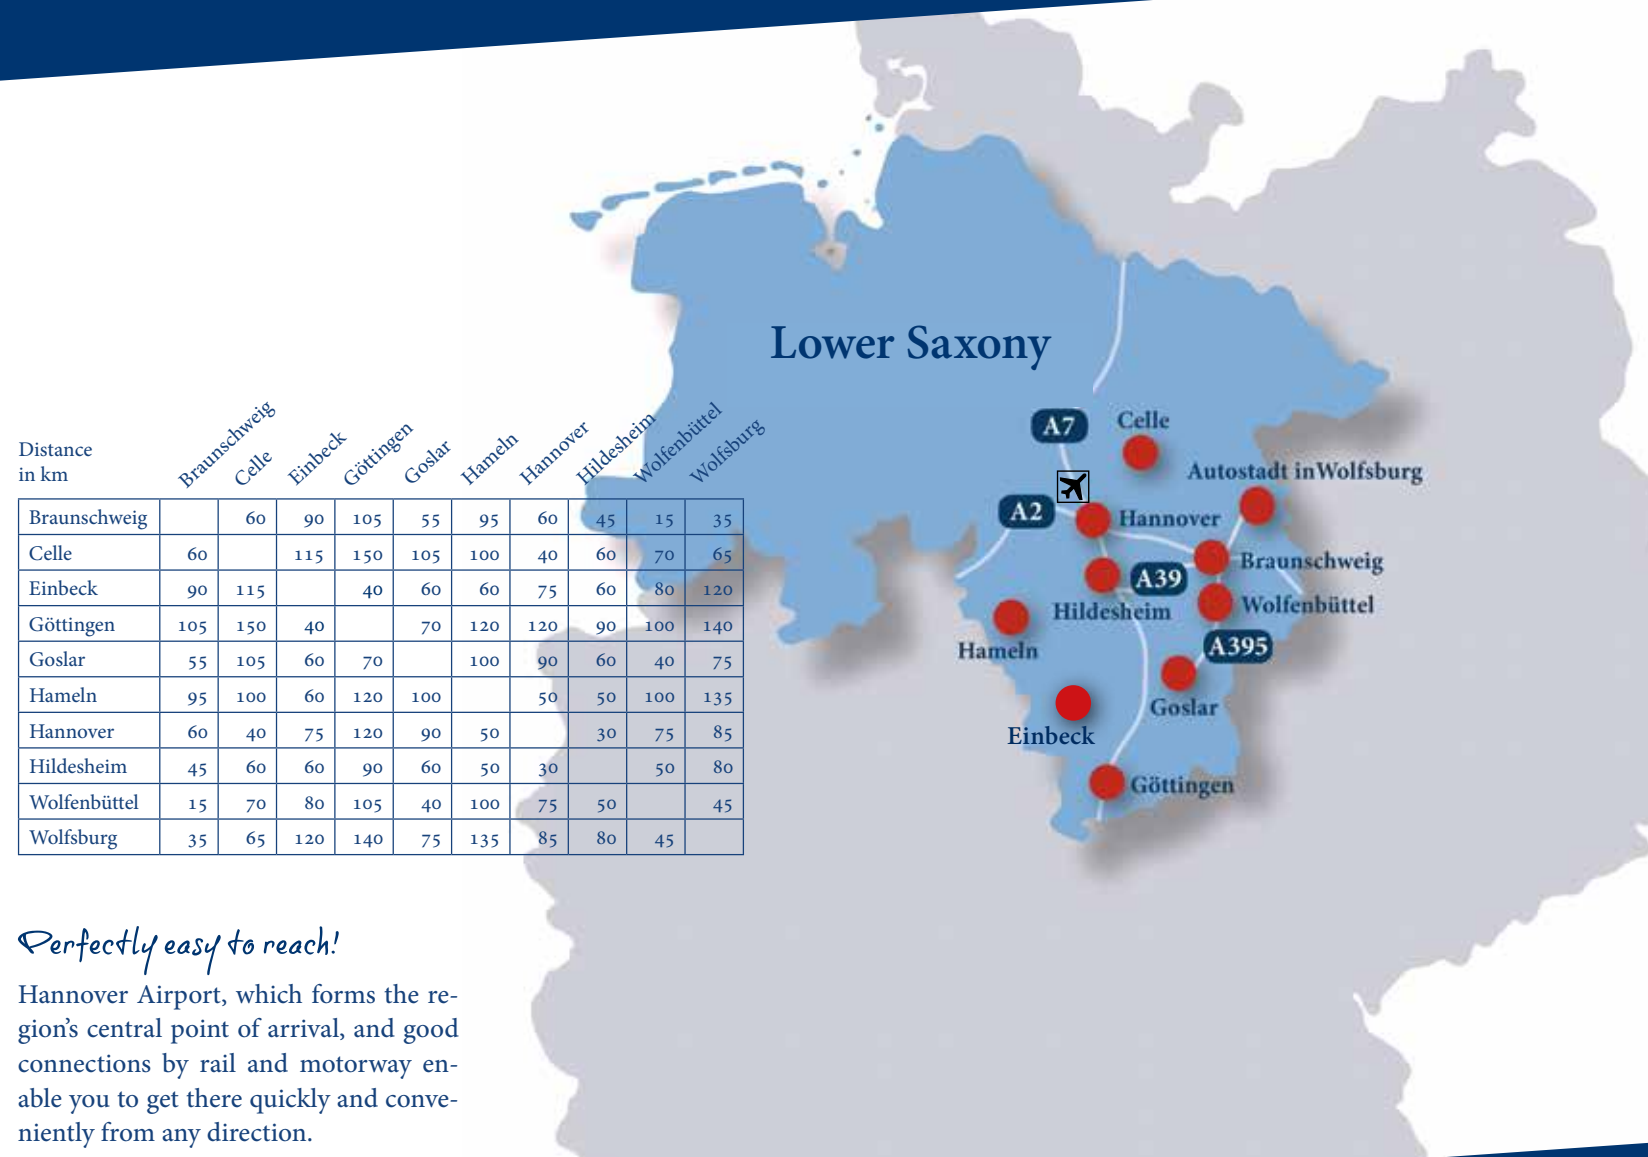 Lower Saxony
Distance
in km
Braunschweig Celle Einbeck Göttingen Goslar Hameln Hannover Hildesheim Wolfenbüttel Wolfsburg
Braunschweig 60 90 105 55 95 60 45 15 35
Celle 60 115 150 105 100 40 60 70 65
Einbeck 90 115 40 60 60 75 60 80 120
Göttingen 105 150 40 70 120 120 90 100 140
Goslar 55 105 60 70 100 90 60 40 75
Hameln 95 100 60 120 100 50 50 100 135
Hannover 60 40 75 120 90 50 30 75 85
Hildesheim 45 60 60 90 60 50 30 50 80
Wolfenbüttel 15 70 80 105 40 100 75 50 45
Wolfsburg 35 65 120 140 75 135 85 80 45
A7
Celle
Autostadt in Wolfsburg
A2
Hannover
Braunschweig
A39
Hildesheim
Wolfenbüttel
Hameln
A395
Goslar
Einbeck
Göttingen
Perfectly easy to reach!
Hannover Airport, which forms the re-
gion's central point of arrival, and good
connections by rail and motorway en-
able you to get there quickly and conve-
niently from any direction.